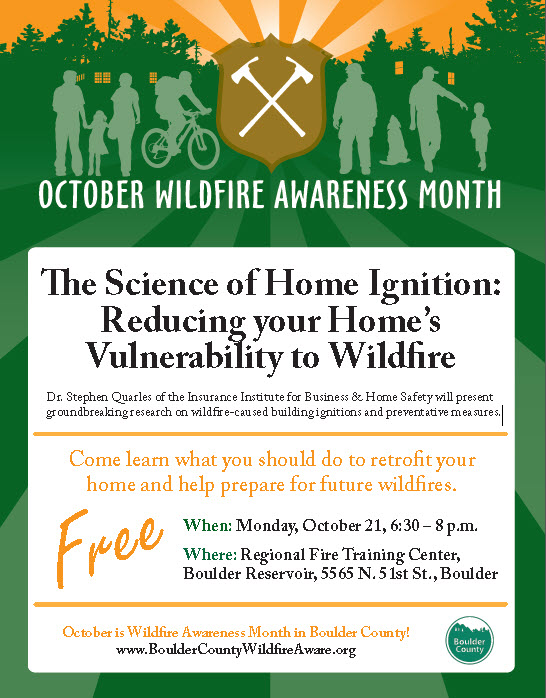 OCTOBER WILDFIRE AWARENESS MONTH
The Science of Home Ignition:
Reducing your Home's
Vulnerability to Wildfire
Dr. Stephen Quarles of the Insurance Institute for Business & Home Safety will present
groundbreaking research on wildfire-caused building ignitions and preventative measures.
Come learn what you should do to retrofit your
home and help prepare for future wildfires.
Free
When: Monday, October 21, 6:30 – 8 p.m.
Where: Regional Fire Training Center,
Boulder Reservoir, 5565 N. 51st St., Boulder
October is Wildfire Awareness Month in Boulder County!
www.BoulderCountyWildfireAware.org
Boulder
County